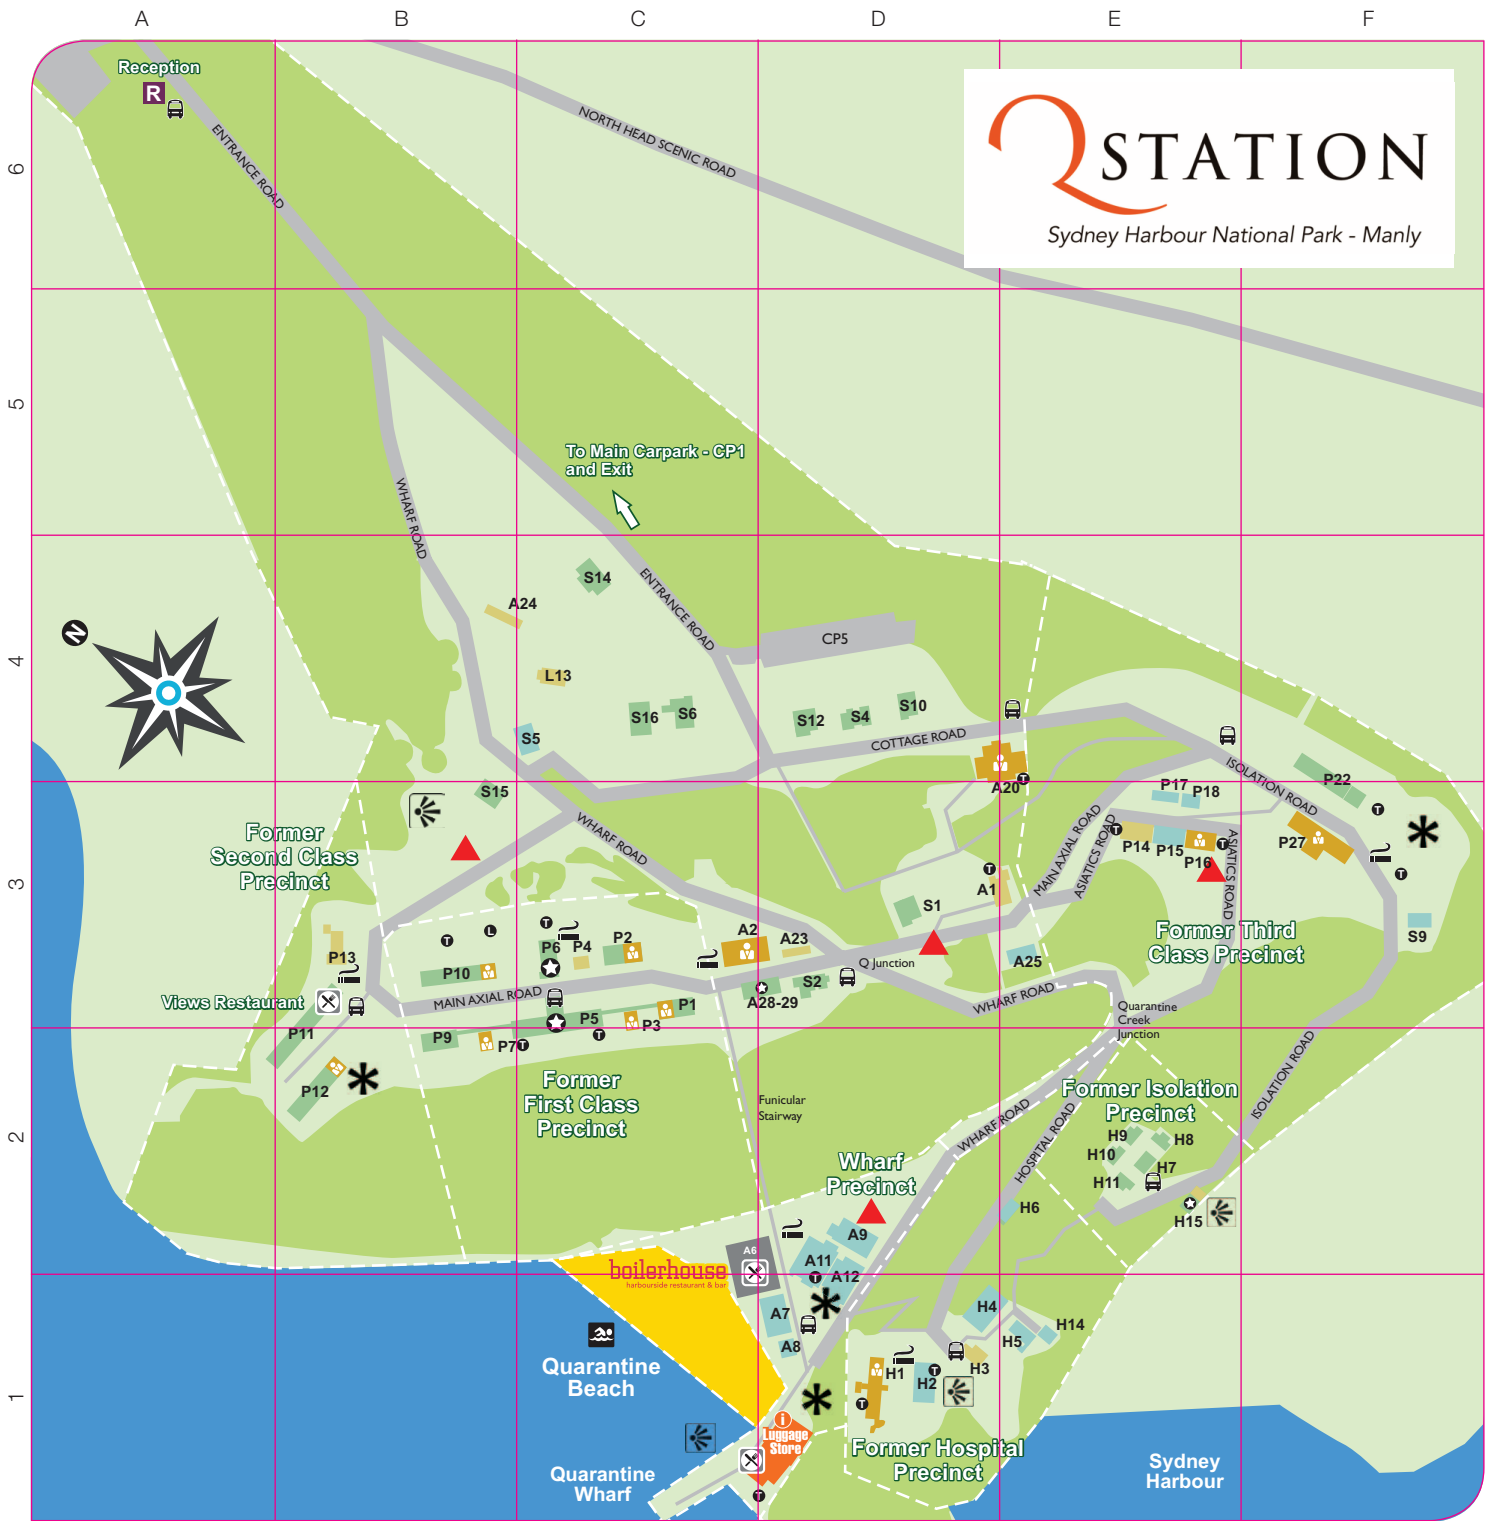 A B C D E F
6
5
4
3
2
1
Reception
R
ENTRANCE ROAD
NORTH HEAD SCENIC ROAD
QSTATION
Sydney Harbour National Park - Manly
To Main Carpark - CP1
and Exit
WHARF ROAD
ENTRANCE ROAD
N
S14
A24
L13
S16
S6
S5
S15
CP5
S12
S4
S10
COTTAGE ROAD
A20
T
ISOLATION ROAD
P22
T
P17
P18
T
P14
P15
P16
T
P27
T
S9
MAIN AXIAL ROAD
ASIATICS ROAD
ASIATICS ROAD
Former Third
Class Precinct
Former
Second Class
Precinct
WHARF ROAD
T
A1
S1
A25
Q Junction
WHARF ROAD
Quarantine
Creek
Junction
P13
Views Restaurant
P11
P12
T
L
P10
MAIN AXIAL ROAD
P9
P7
T
T
P6
P4
P2
P5
T
P3
P1
A2
A23
A28-29
S2
Former
First Class
Precinct
Funicular
Stairway
WHARF ROAD
HOSPITAL ROAD
ISOLATION ROAD
Former Isolation
Precinct
H9
H8
H10
H7
H11
H15
H6
Wharf
Precinct
A9
A6
A11
T
A12
A7
A8
boilerhouse
harbourside restaurant & bar
Quarantine
Beach
H4
H5
H14
H3
H1
H2
T
T
Former Hospital
Precinct
i
Luggage
Store
T
Quarantine
Wharf
Sydney
Harbour